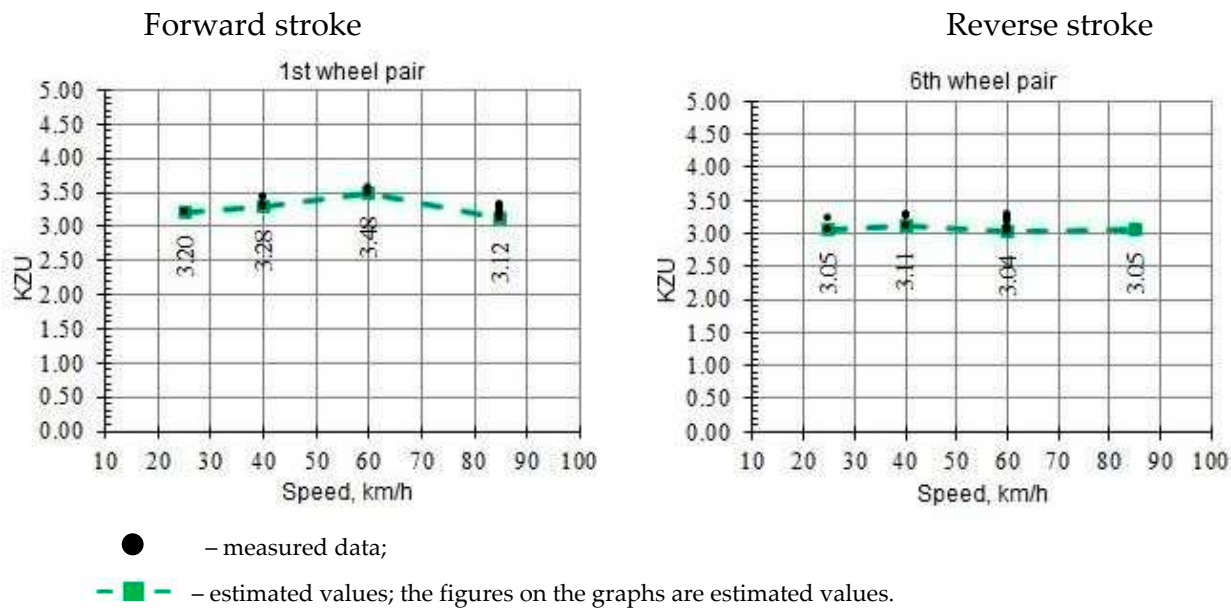 Forward stroke
Reverse stroke
1st wheel pair
5.00
4.50
4.00
3.50
3.00
2.50
2.00
1.50
1.00
0.50
0.00
KZU
3.20
3.28
3.48
3.12
10 20 30 40 50 60 70 80 90 100
Speed, km/h
6th wheel pair
5.00
4.50
4.00
3.50
3.00
2.50
2.00
1.50
1.00
0.50
0.00
KZU
3.05
3.11
3.04
3.05
10 20 30 40 50 60 70 80 90 100
Speed, km/h
– measured data;
– estimated values; the figures on the graphs are estimated values.